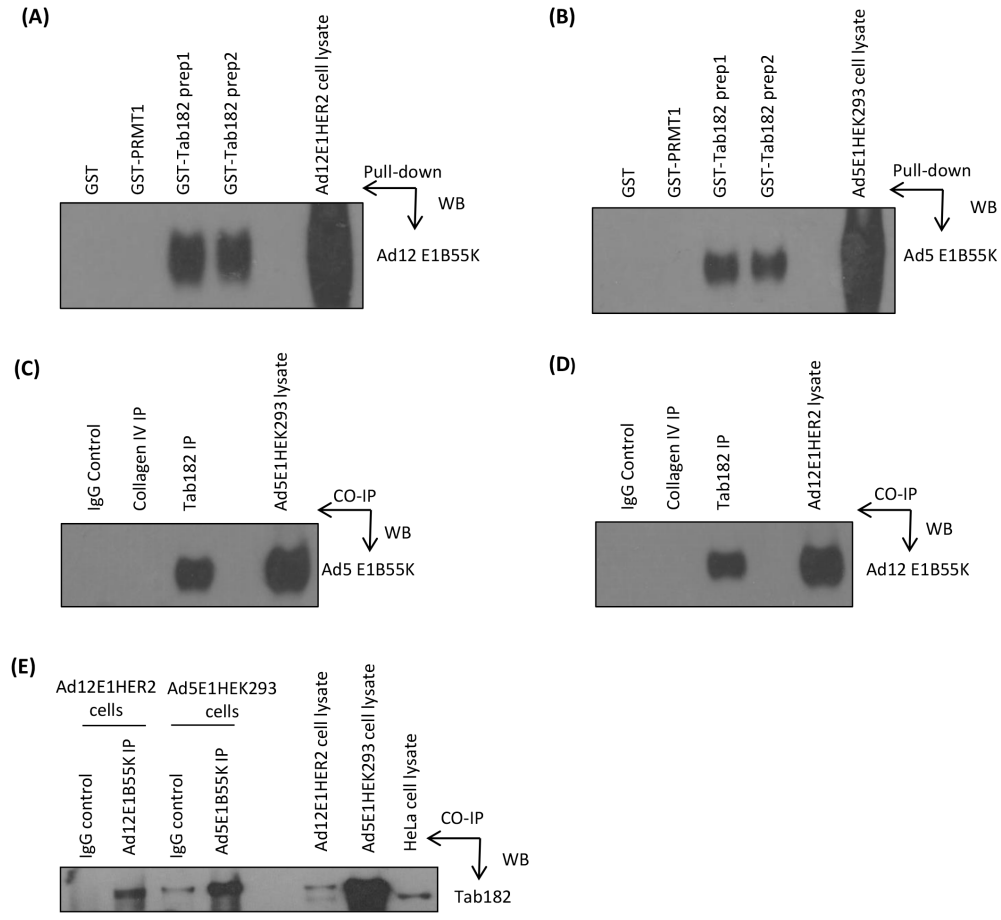 (A)
GST
GST-PRMT1
GST-Tab182 prep1
GST-Tab182 prep2
Ad12E1HER2 cell lysate
Pull-down
WB
Ad12 E1B55K
(B)
GST
GST-PRMT1
GST-Tab182 prep1
GST-Tab182 prep2
Ad5E1HEK293 cell lysate
Pull-down
WB
Ad5 E1B55K
(C)
IgG Control
Collagen IV IP
Tab182 IP
Ad5E1HEK293 lysate
CO-IP
WB
Ad5 E1B55K
(D)
IgG Control
Collagen IV IP
Tab182 IP
Ad12E1HER2 lysate
CO-IP
WB
Ad12 E1B55K
(E)
Ad12E1HER2
cells
Ad5E1HEK293
cells
IgG control
Ad12E1B55K IP
IgG control
Ad5E1B55K IP
Ad12E1HER2 cell lysate
Ad5E1HEK293 cell lysate
HeLa cell lysate
CO-IP
WB
Tab182